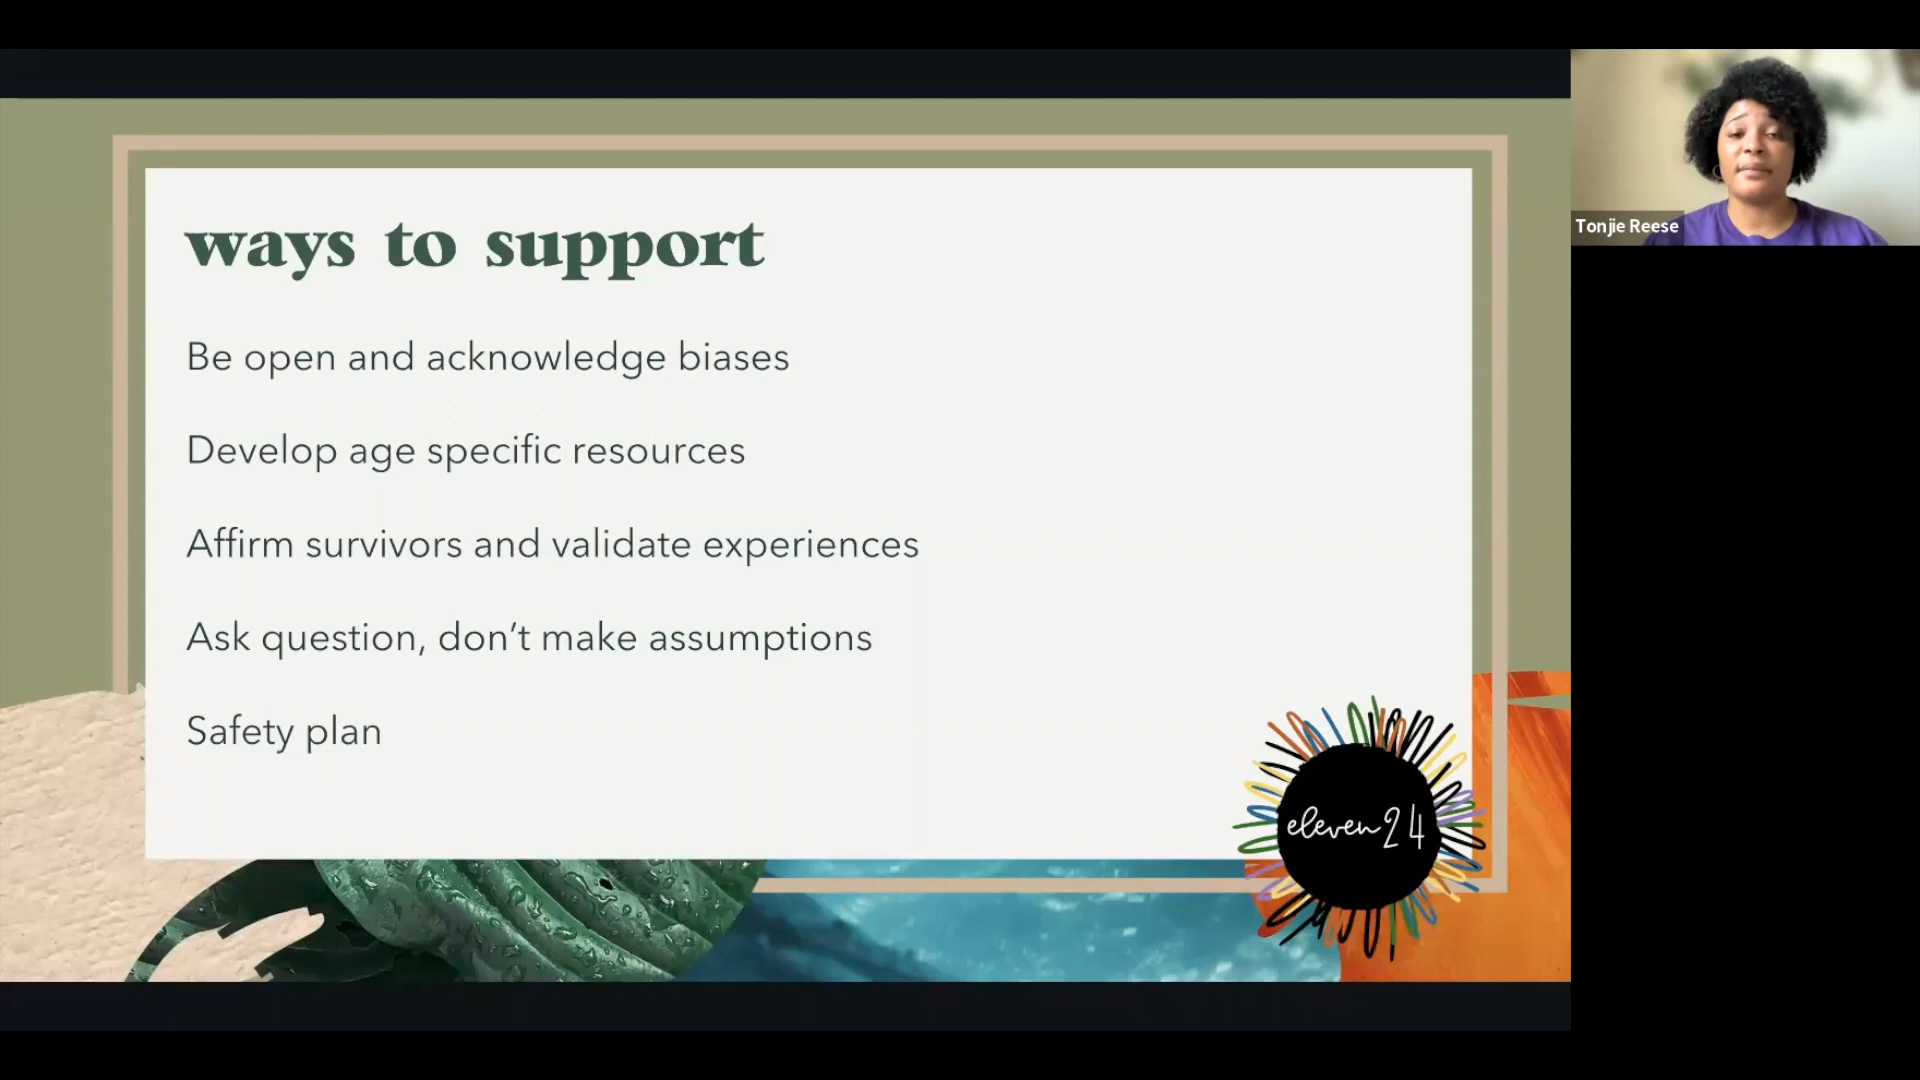 ways to support
Be open and acknowledge biases
Develop age specific resources
Affirm survivors and validate experiences
Ask question, don’t make assumptions
Safety plan
eleven24
Tonjie Reese